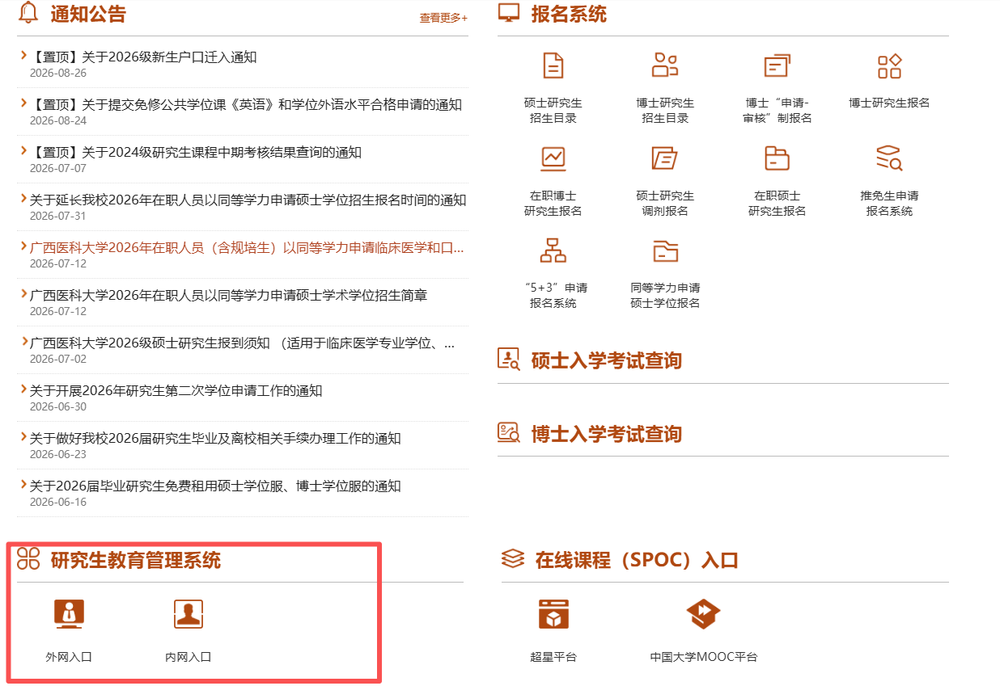 通知公告
查看更多+
【置顶】关于2026级新生户口迁入通知
2026-08-26
【置顶】关于提交免修公共学位课《英语》和学位外语水平合格申请的通知
2026-08-24
【置顶】关于2024级研究生课程中期考核结果查询的通知
2026-07-07
关于延长我校2026年在职人员以同等学力申请硕士学位招生报名时间的通知
2026-07-31
广西医科大学2026年在职人员（含规培生）以同等学力申请临床医学和口...
2026-07-12
广西医科大学2026年在职人员以同等学力申请硕士学术学位招生简章
2026-07-12
广西医科大学2026级硕士研究生报到须知 （适用于临床医学专业学位、...
2026-07-02
关于开展2026年研究生第二次学位申请工作的通知
2026-06-30
关于做好我校2026届研究生毕业及离校相关手续办理工作的通知
2026-06-23
关于2026届毕业研究生免费租用硕士学位服、博士学位服的通知
2026-06-16
报名系统
硕士研究生
招生目录
博士研究生
招生目录
博士“申请-
审核”制报名
博士研究生报名
在职博士
研究生报名
硕士研究生
调剂报名
在职硕士
研究生报名
推免生申请
报名系统
“5+3”申请
报名系统
同等学力申请
硕士学位报名
硕士入学考试查询
博士入学考试查询
研究生教育管理系统
外网入口
内网入口
在线课程（SPOC）入口
超星平台
中国大学MOOC平台